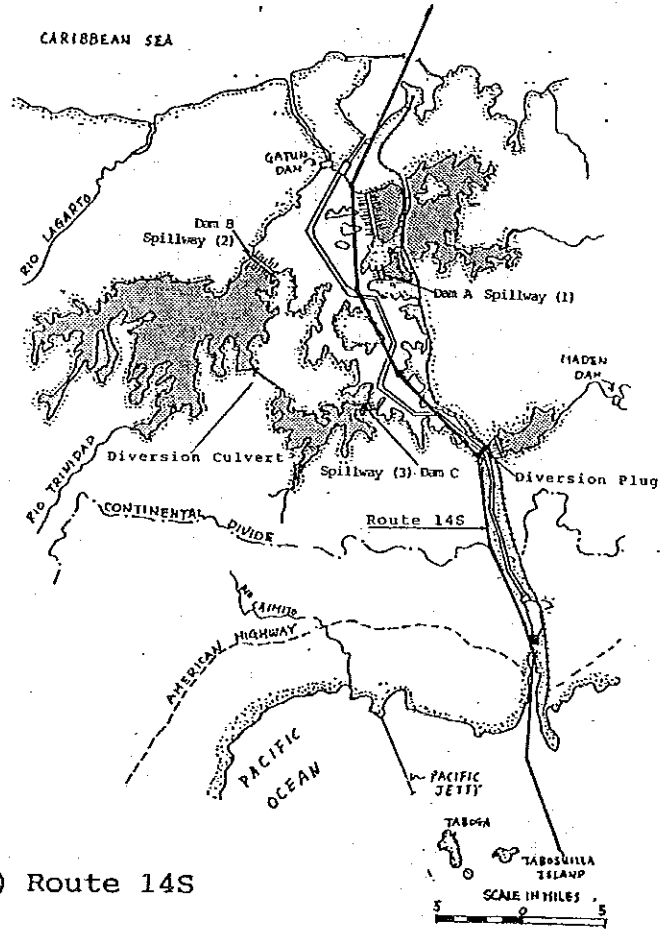 CARIBBEAN SEA
GATUN
DAM
RIO LAGARTO
Dam B
Spillway (2)
Dam A Spillway (1)
MADEN
DAM
RIO TRINIDAD
Diversion Culvert
Spillway (3) Dam C
Diversion Plug
CONTINENTAL DIVIDE
Route 14S
RIO CAIMITO
AMERICAN HIGHWAY
PACIFIC
OCEAN
PACIFIC
JETTY
TABOGA
TABOGUILLA
ISLAND
) Route 14S
SCALE IN MILES
5 0 5